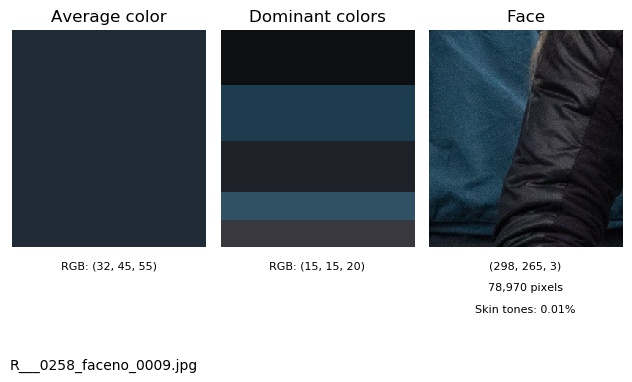 Average color
Dominant colors
Face
RGB: (32, 45, 55)
RGB: (15, 15, 20)
(298, 265, 3)
78,970 pixels
Skin tones: 0.01%
R___0258_faceno_0009.jpg